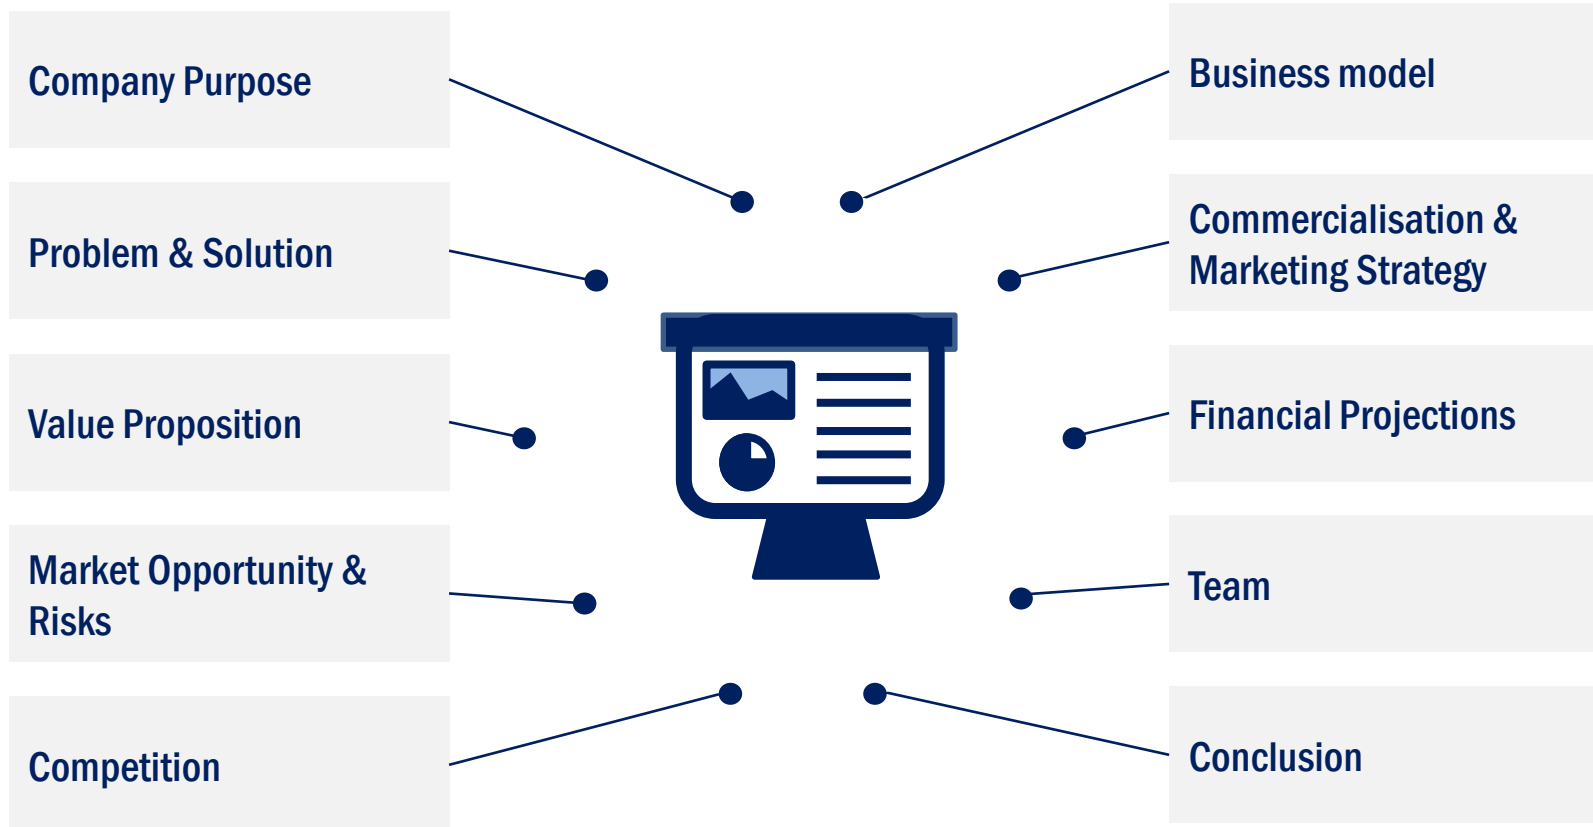 Company Purpose
Problem & Solution
Value Proposition
Market Opportunity &
Risks
Competition
Business model
Commercialisation &
Marketing Strategy
Financial Projections
Team
Conclusion